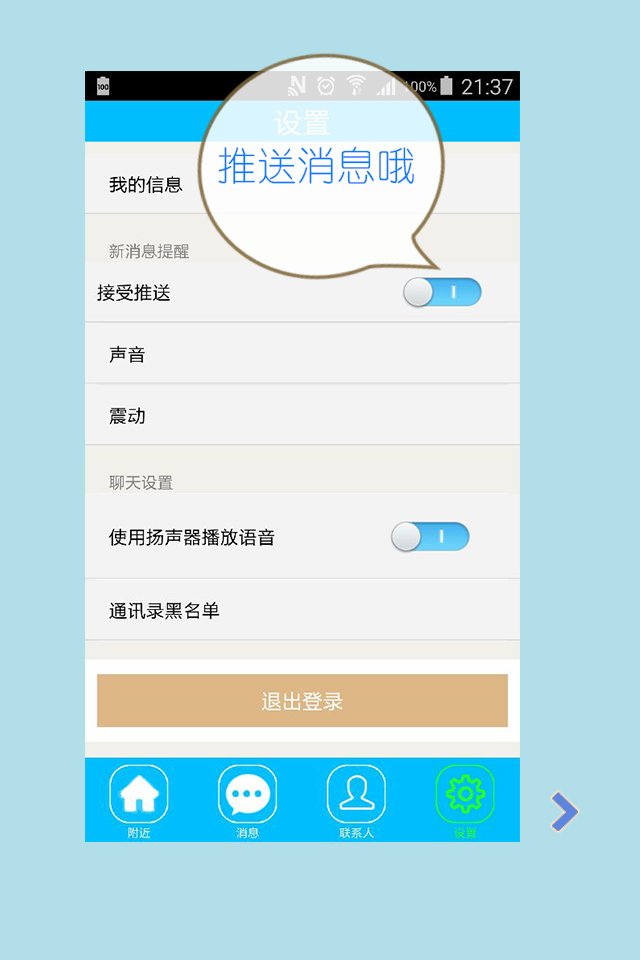 100
100%
21:37
设置
推送消息哦
我的信息
新消息提醒
接受推送
声音
震动
聊天设置
使用扬声器播放语音
通讯录黑名单
退出登录
附近
消息
联系人
设置